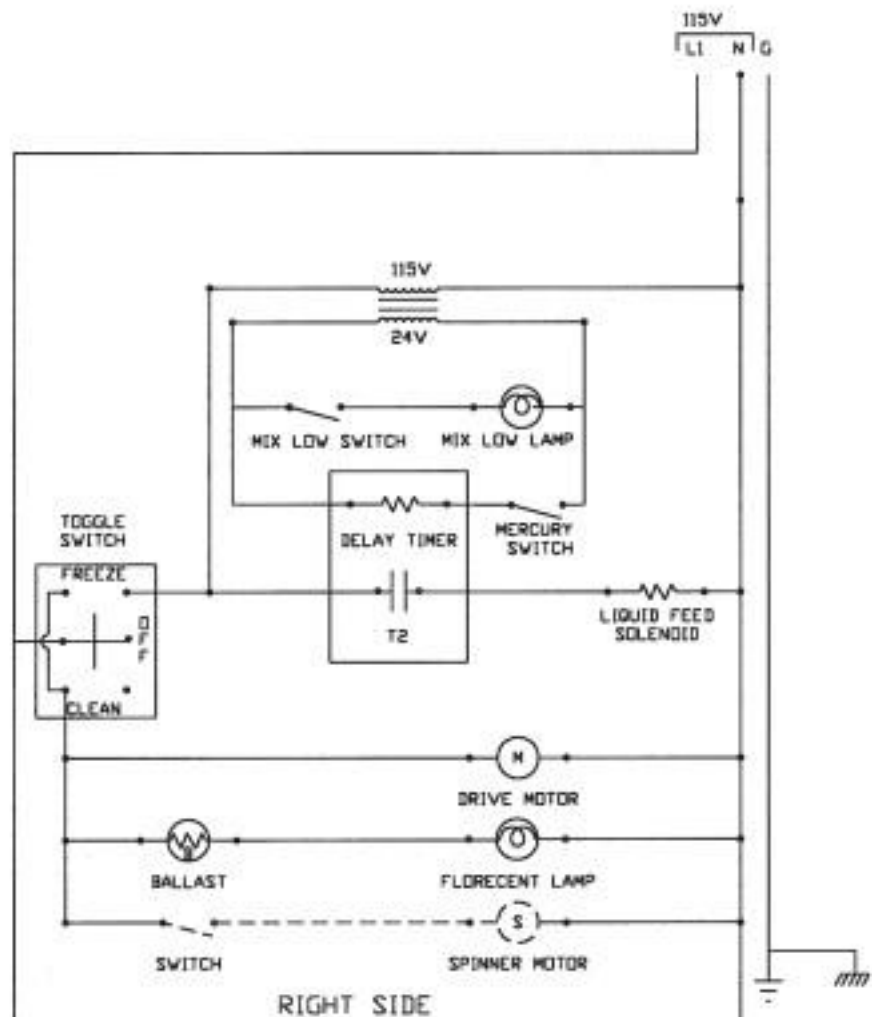 115V
L1 N G
115V
24V
MIX LOW SWITCH MIX LOW LAMP
TOGGLE
SWITCH
DELAY TIMER
MERCURY
SWITCH
FREEZE
OFF
T2
LIQUID FEED
SOLENOID
CLEAN
M
DRIVE MOTOR
BALLAST
FLORECENT LAMP
S
SWITCH
SPINNER MOTOR
RIGHT SIDE